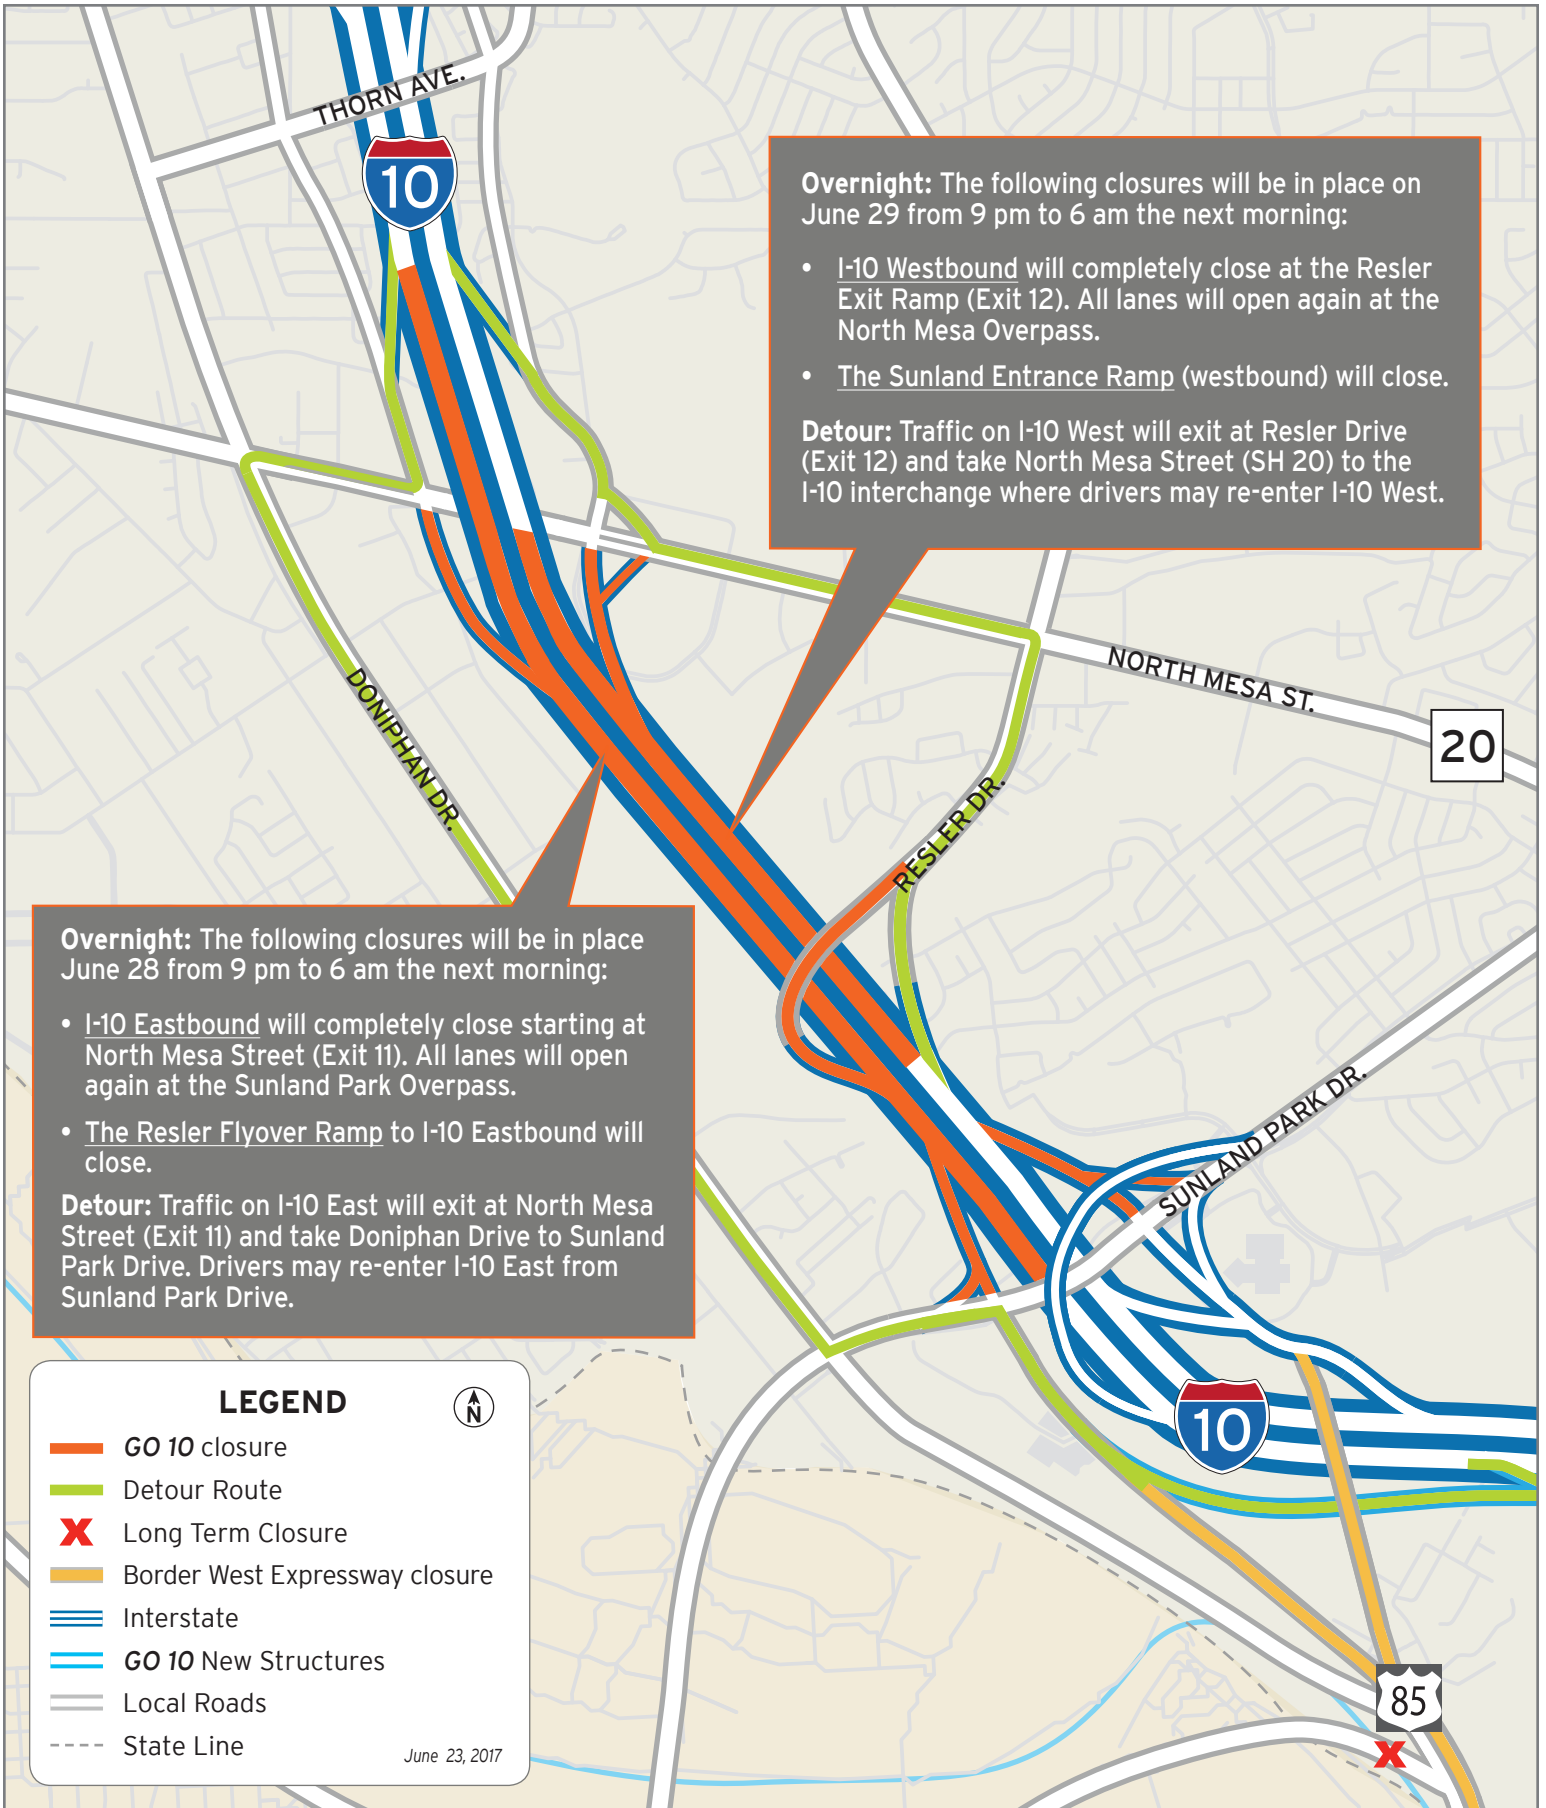 THORN AVE.
10
Overnight: The following closures will be in place on
June 29 from 9 pm to 6 am the next morning:
• I-10 Westbound will completely close at the Resler
Exit Ramp (Exit 12). All lanes will open again at the
North Mesa Overpass.
• The Sunland Entrance Ramp (westbound) will close.
Detour: Traffic on I-10 West will exit at Resler Drive
(Exit 12) and take North Mesa Street (SH 20) to the
I-10 interchange where drivers may re-enter I-10 West.
NORTH MESA ST.
20
DONIPHAN DR.
RESLER DR.
Overnight: The following closures will be in place
June 28 from 9 pm to 6 am the next morning:
• I-10 Eastbound will completely close starting at
North Mesa Street (Exit 11). All lanes will open
again at the Sunland Park Overpass.
• The Resler Flyover Ramp to I-10 Eastbound will
close.
Detour: Traffic on I-10 East will exit at North Mesa
Street (Exit 11) and take Doniphan Drive to Sunland
Park Drive. Drivers may re-enter I-10 East from
Sunland Park Drive.
SUNLAND PARK DR.
10
LEGEND
N
GO 10 closure
Detour Route
X Long Term Closure
Border West Expressway closure
Interstate
GO 10 New Structures
Local Roads
State Line
June 23, 2017
85
X